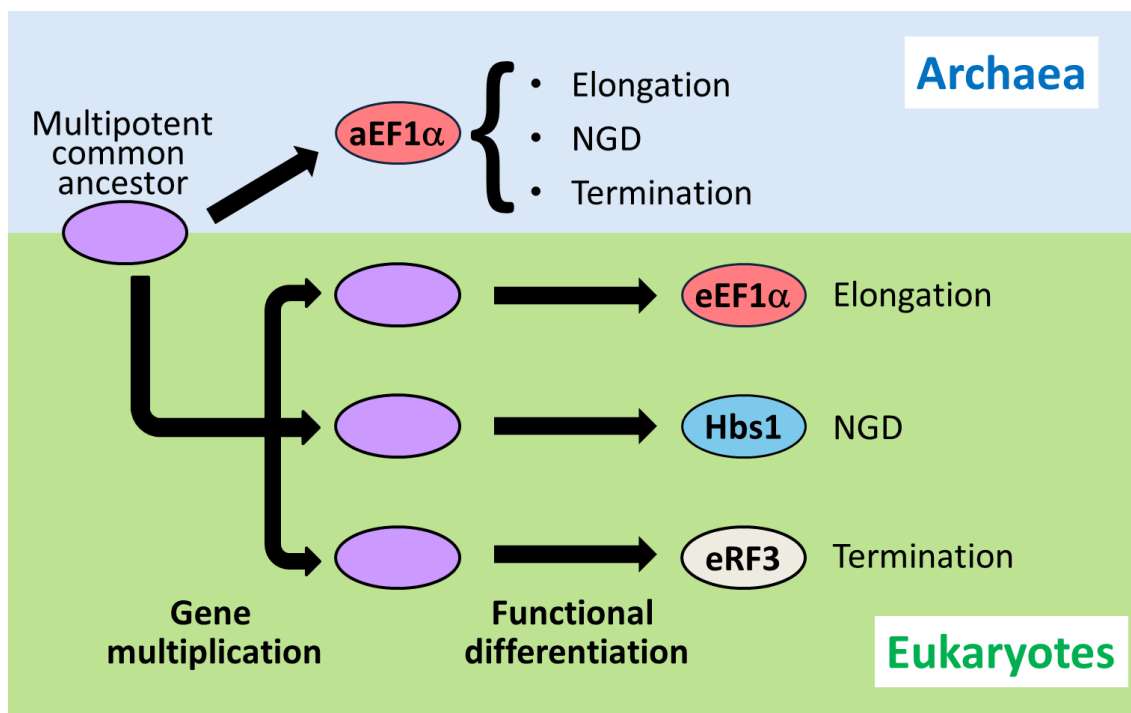 Archaea
Multipotent
common
ancestor
aEF1α
• Elongation
• NGD
• Termination
eEF1α
Elongation
Hbs1
NGD
eRF3
Termination
Gene
multiplication
Functional
differentiation
Eukaryotes